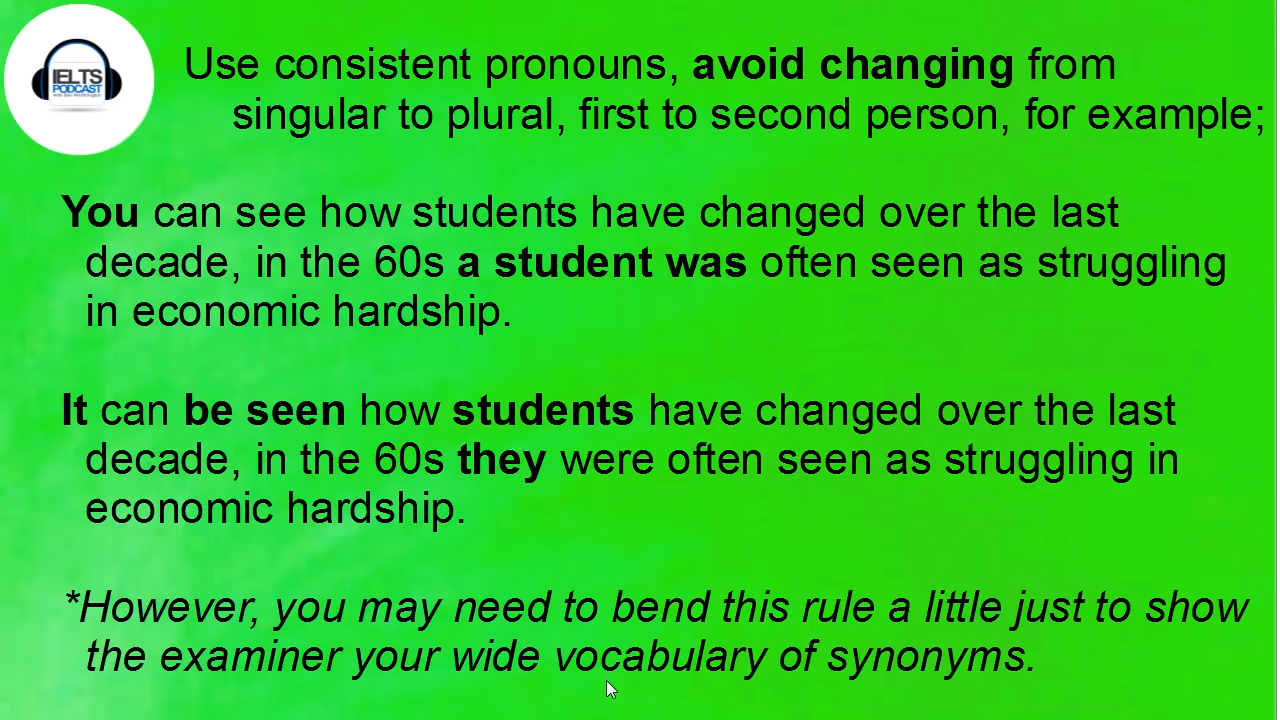 IELTS
PODCAST
with Ben Worthington
Use consistent pronouns, avoid changing from
singular to plural, first to second person, for example;
You can see how students have changed over the last
decade, in the 60s a student was often seen as struggling
in economic hardship.
It can be seen how students have changed over the last
decade, in the 60s they were often seen as struggling in
economic hardship.
*However, you may need to bend this rule a little just to show
the examiner your wide vocabulary of synonyms.